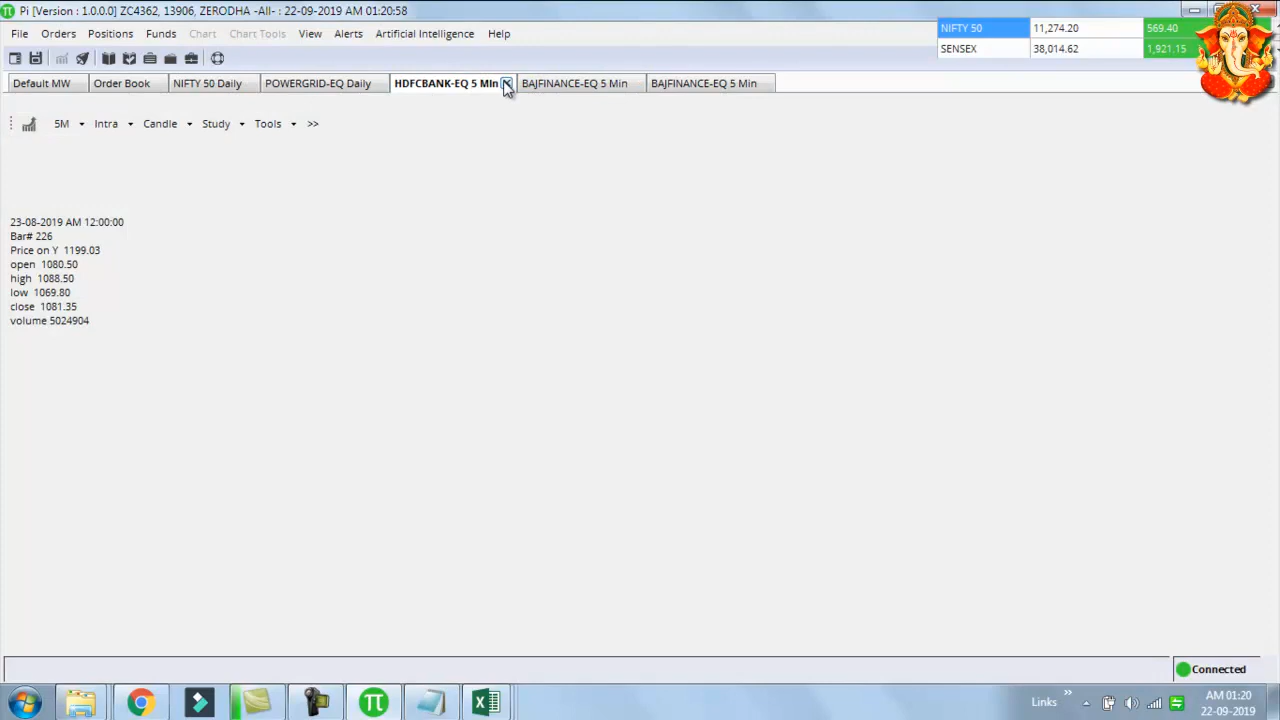 Pi [Version : 1.0.0.0] ZC4362, 13906, ZERODHA -All- : 22-09-2019 AM 01:20:58
File Orders Positions Funds Chart ChartIQ View Alerts Artificial Intelligence Help
NIFTY 50 11,274.20 569.40
SENSEX 38,014.62 1,921.15
Default MW Order Book NIFTY 50 Daily POWERGRID-EQ Daily HDFCBANK-EQ 5 Min BAJFINANCE-EQ 5 Min BAJFINANCE-EQ 5 Min
5M Intra Candle Study Tools >>
23-08-2019 AM 12:00:00
Bar# 226
Price on Y 1199.03
open 1080.50
high 1088.50
low 1069.80
close 1081.35
volume 5024904
Connected
Links »
AM 01:20
22-09-2019